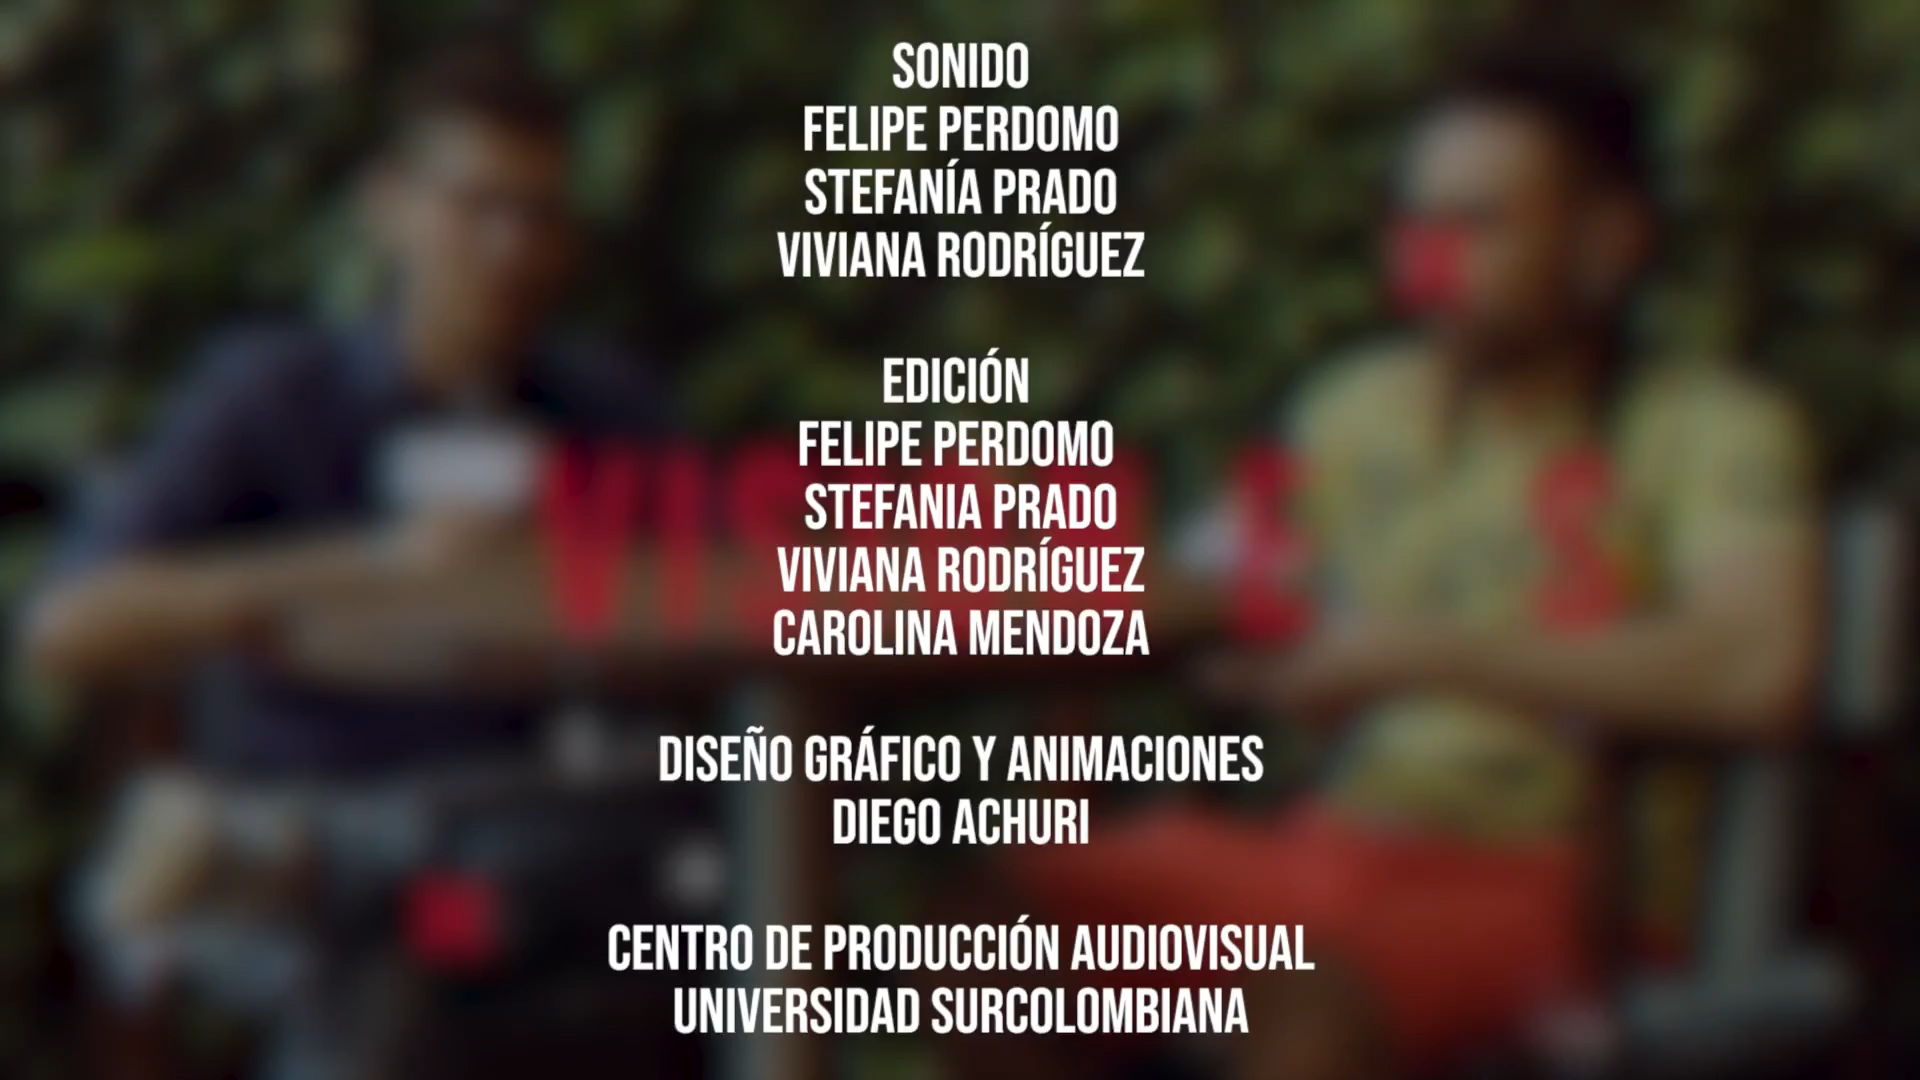 SONIDO
FELIPE PERDOMO
STEFANÍA PRADO
VIVIANA RODRÍGUEZ
EDICIÓN
FELIPE PERDOMO
STEFANIA PRADO
VIVIANA RODRÍGUEZ
CAROLINA MENDOZA
DISEÑO GRÁFICO Y ANIMACIONES
DIEGO ACHURI
CENTRO DE PRODUCCIÓN AUDIOVISUAL
UNIVERSIDAD SURCOLOMBIANA